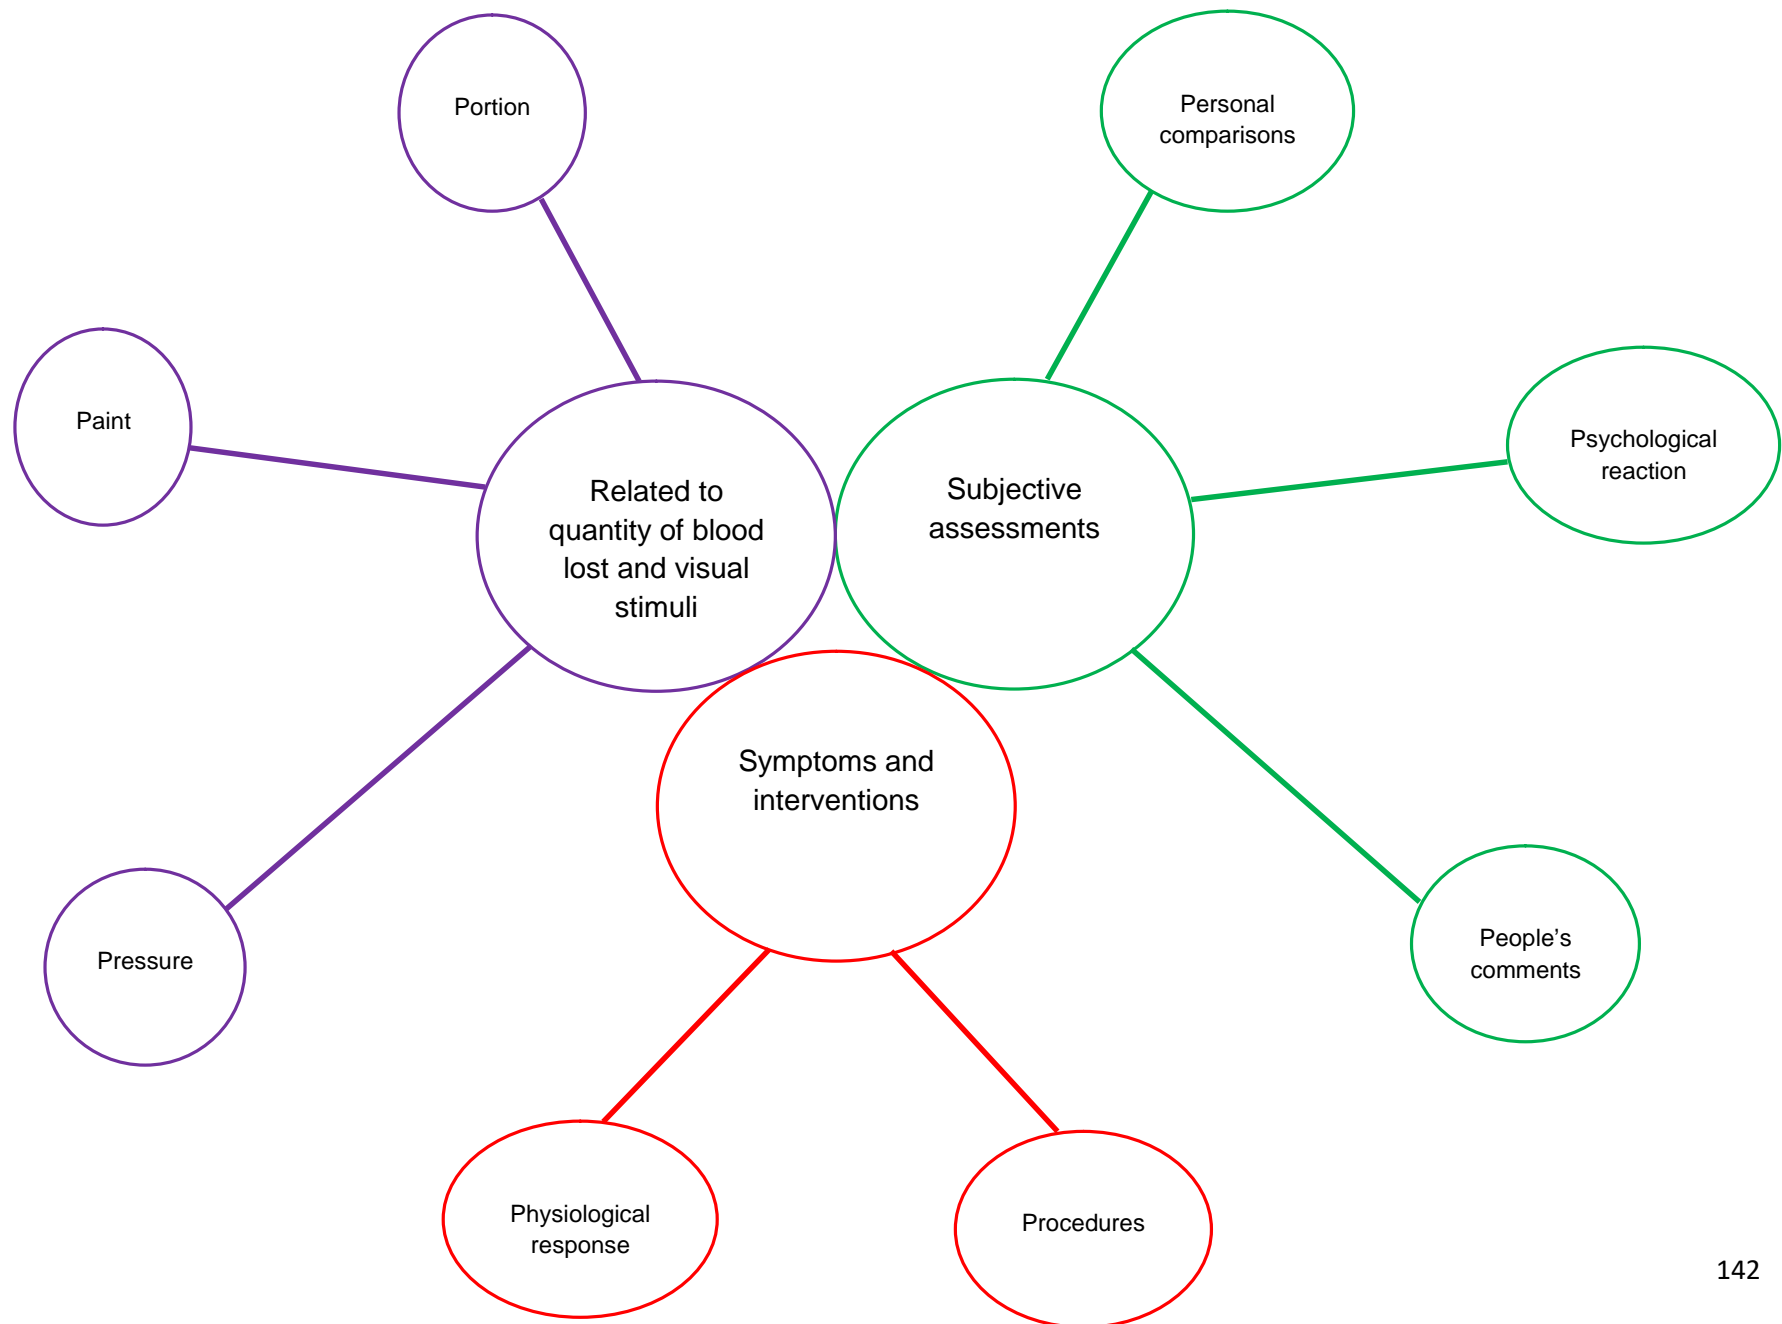 Portion
Personal
comparisons
Paint
Psychological
reaction
Related to
quantity of blood
lost and visual
stimuli
Subjective
assessments
Symptoms and
interventions
Pressure
People’s
comments
Physiological
response
Procedures
142